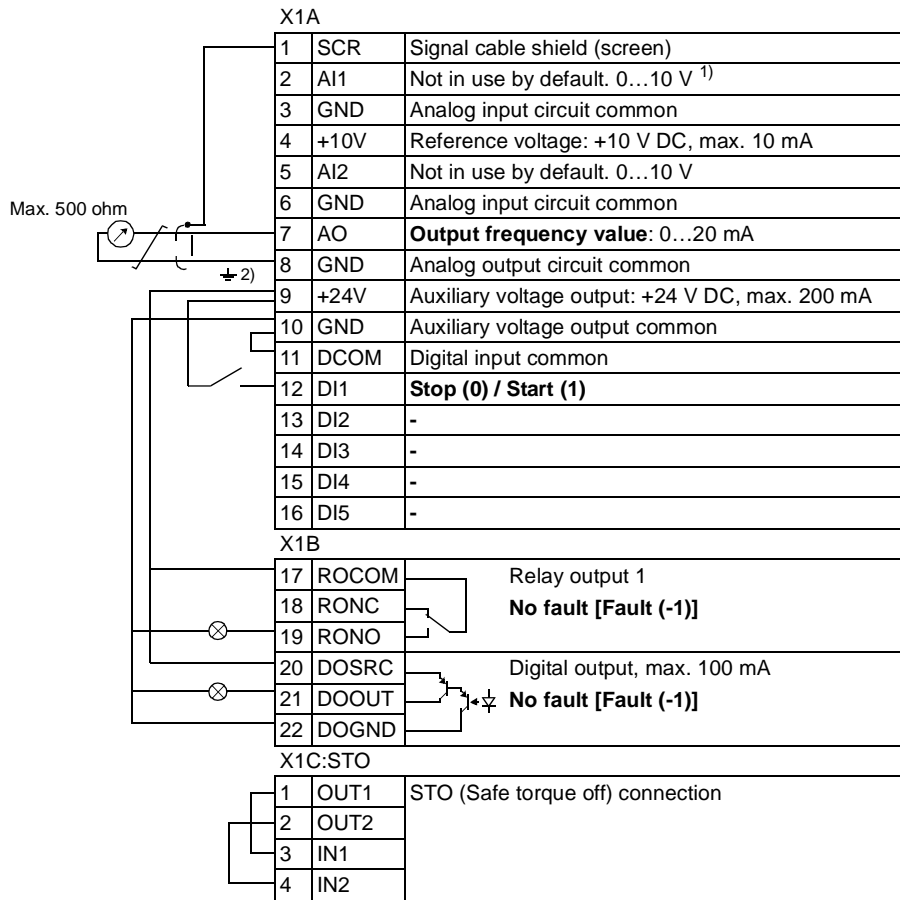 X1A
1 SCR Signal cable shield (screen)
2 AI1 Not in use by default. 0…10 V 1)
3 GND Analog input circuit common
4 +10V Reference voltage: +10 V DC, max. 10 mA
5 AI2 Not in use by default. 0…10 V
6 GND Analog input circuit common
Max. 500 ohm
7 AO Output frequency value: 0…20 mA
8 GND Analog output circuit common
2)
9 +24V Auxiliary voltage output: +24 V DC, max. 200 mA
10 GND Auxiliary voltage output common
11 DCOM Digital input common
12 DI1 Stop (0) / Start (1)
13 DI2 -
14 DI3 -
15 DI4 -
16 DI5 -
X1B
17 ROCOM Relay output 1
18 RONC No fault [Fault (-1)]
19 RONO
20 DOSRC Digital output, max. 100 mA
21 DOOUT No fault [Fault (-1)]
22 DOGND
X1C:STO
1 OUT1 STO (Safe torque off) connection
2 OUT2
3 IN1
4 IN2